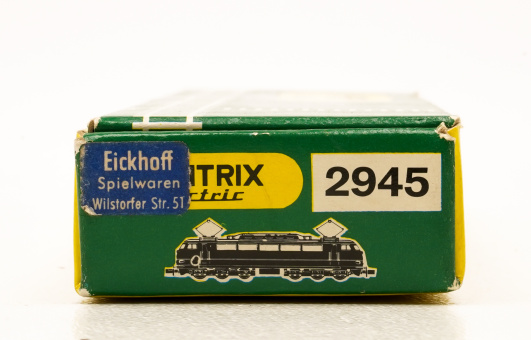 Eickhoff
Spielwaren
Wilstorfer Str. 51
NTRIX
ctric
2945